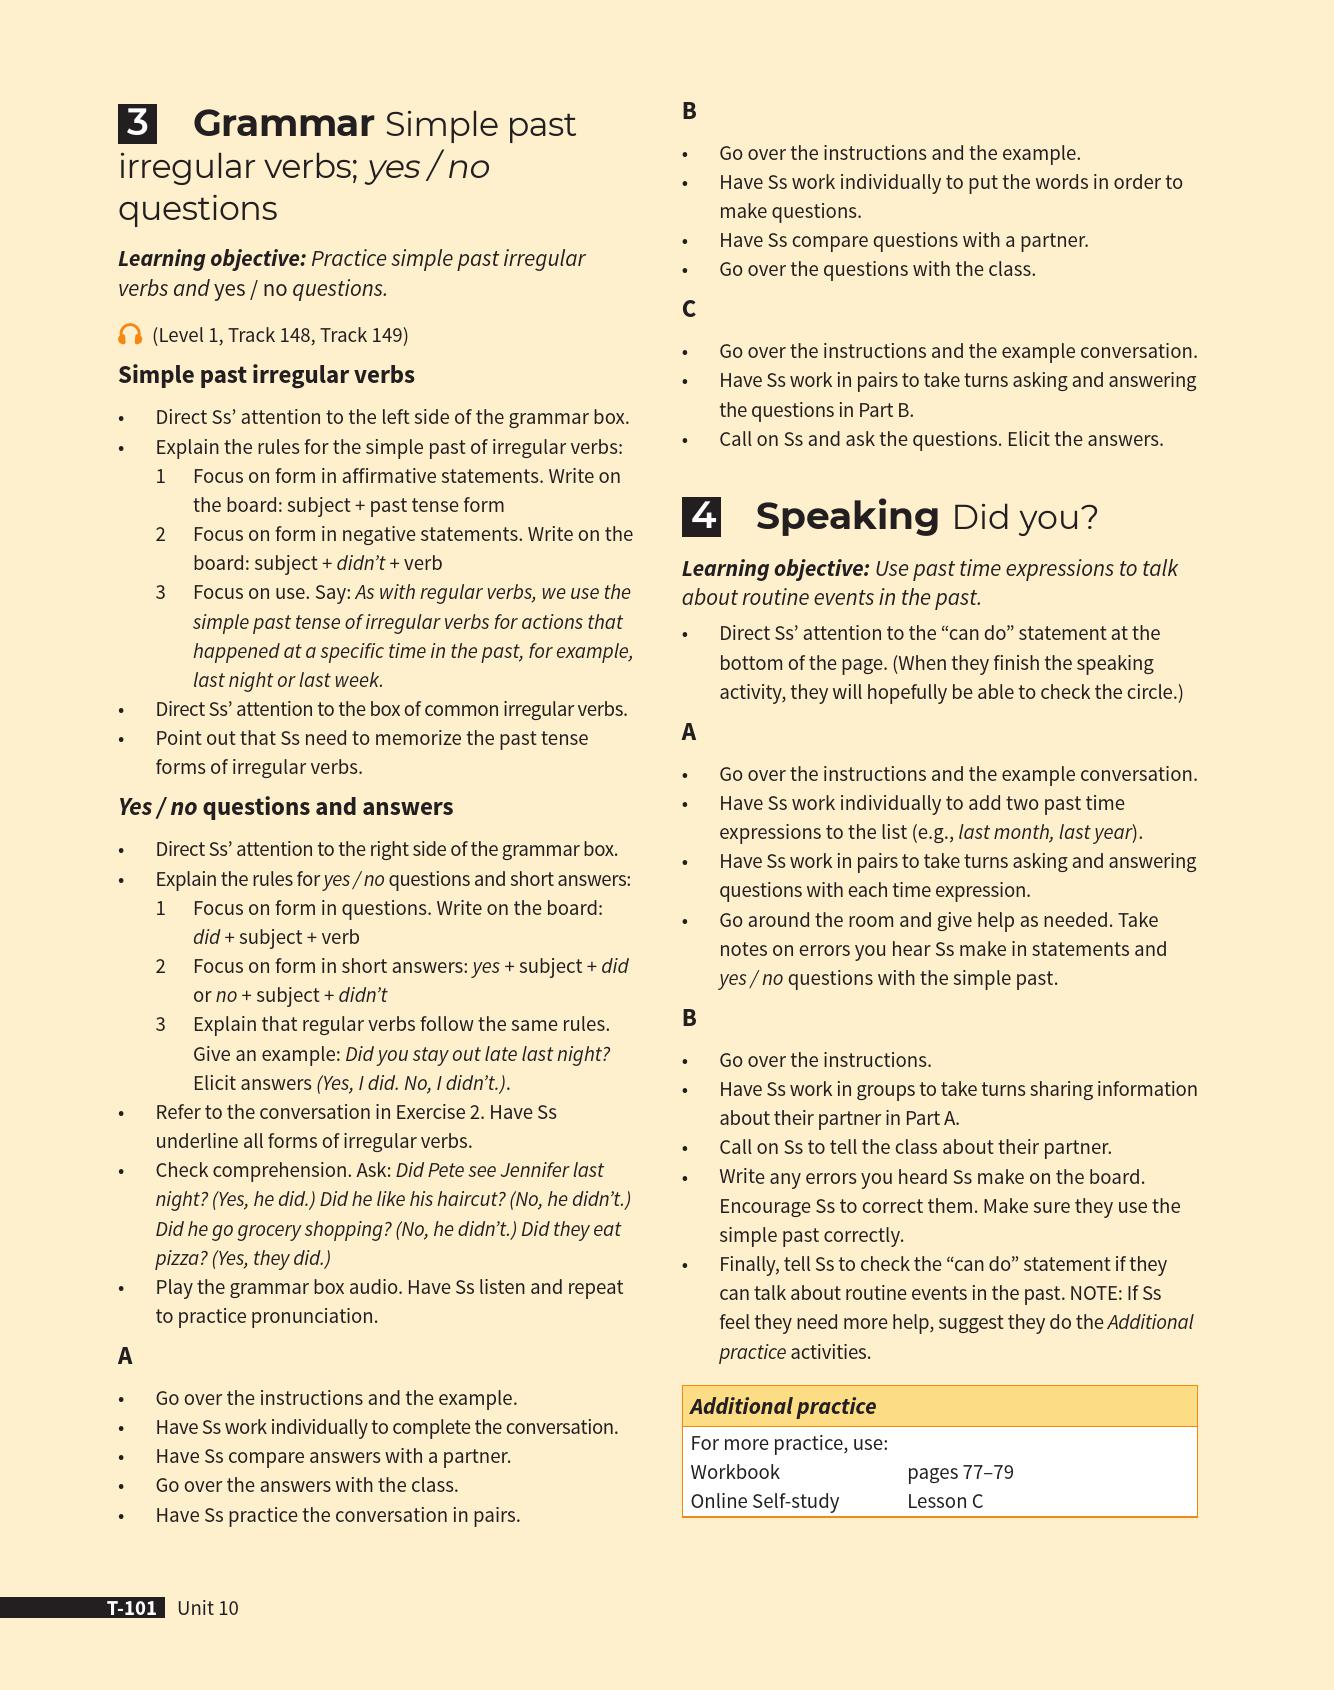 3 Grammar Simple past
irregular verbs; yes / no
questions
Learning objective: Practice simple past irregular
verbs and yes / no questions.
(Level 1, Track 148, Track 149)
Simple past irregular verbs
• Direct Ss’ attention to the left side of the grammar box.
• Explain the rules for the simple past of irregular verbs:
1 Focus on form in affirmative statements. Write on
the board: subject + past tense form
2 Focus on form in negative statements. Write on the
board: subject + didn’t + verb
3 Focus on use. Say: As with regular verbs, we use the
simple past tense of irregular verbs for actions that
happened at a specific time in the past, for example,
last night or last week.
• Direct Ss’ attention to the box of common irregular verbs.
• Point out that Ss need to memorize the past tense
forms of irregular verbs.
Yes / no questions and answers
• Direct Ss’ attention to the right side of the grammar box.
• Explain the rules for yes / no questions and short answers:
1 Focus on form in questions. Write on the board:
did + subject + verb
2 Focus on form in short answers: yes + subject + did
or no + subject + didn’t
3 Explain that regular verbs follow the same rules.
Give an example: Did you stay out late last night?
Elicit answers (Yes, I did. No, I didn’t.).
• Refer to the conversation in Exercise 2. Have Ss
underline all forms of irregular verbs.
• Check comprehension. Ask: Did Pete see Jennifer last
night? (Yes, he did.) Did he like his haircut? (No, he didn’t.)
Did he go grocery shopping? (No, he didn’t.) Did they eat
pizza? (Yes, they did.)
• Play the grammar box audio. Have Ss listen and repeat
to practice pronunciation.
A
• Go over the instructions and the example.
• Have Ss work individually to complete the conversation.
• Have Ss compare answers with a partner.
• Go over the answers with the class.
• Have Ss practice the conversation in pairs.
B
• Go over the instructions and the example.
• Have Ss work individually to put the words in order to
make questions.
• Have Ss compare questions with a partner.
• Go over the questions with the class.
C
• Go over the instructions and the example conversation.
• Have Ss work in pairs to take turns asking and answering
the questions in Part B.
• Call on Ss and ask the questions. Elicit the answers.
4 Speaking Did you?
Learning objective: Use past time expressions to talk
about routine events in the past.
• Direct Ss’ attention to the “can do” statement at the
bottom of the page. (When they finish the speaking
activity, they will hopefully be able to check the circle.)
A
• Go over the instructions and the example conversation.
• Have Ss work individually to add two past time
expressions to the list (e.g., last month, last year).
• Have Ss work in pairs to take turns asking and answering
questions with each time expression.
• Go around the room and give help as needed. Take
notes on errors you hear Ss make in statements and
yes / no questions with the simple past.
B
• Go over the instructions.
• Have Ss work in groups to take turns sharing information
about their partner in Part A.
• Call on Ss to tell the class about their partner.
• Write any errors you heard Ss make on the board.
Encourage Ss to correct them. Make sure they use the
simple past correctly.
• Finally, tell Ss to check the “can do” statement if they
can talk about routine events in the past. NOTE: If Ss
feel they need more help, suggest they do the Additional
practice activities.
Additional practice
For more practice, use:
Workbook pages 77–79
Online Self-study Lesson C
T-101 Unit 10